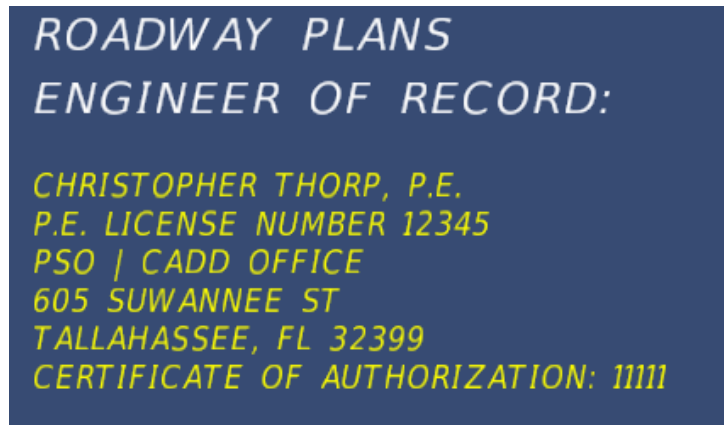 ROADWAY PLANS
ENGINEER OF RECORD:
CHRISTOPHER THORP, P.E.
P.E. LICENSE NUMBER 12345
PSO | CADD OFFICE
605 SUWANNEE ST
TALLAHASSEE, FL 32399
CERTIFICATE OF AUTHORIZATION: 11111